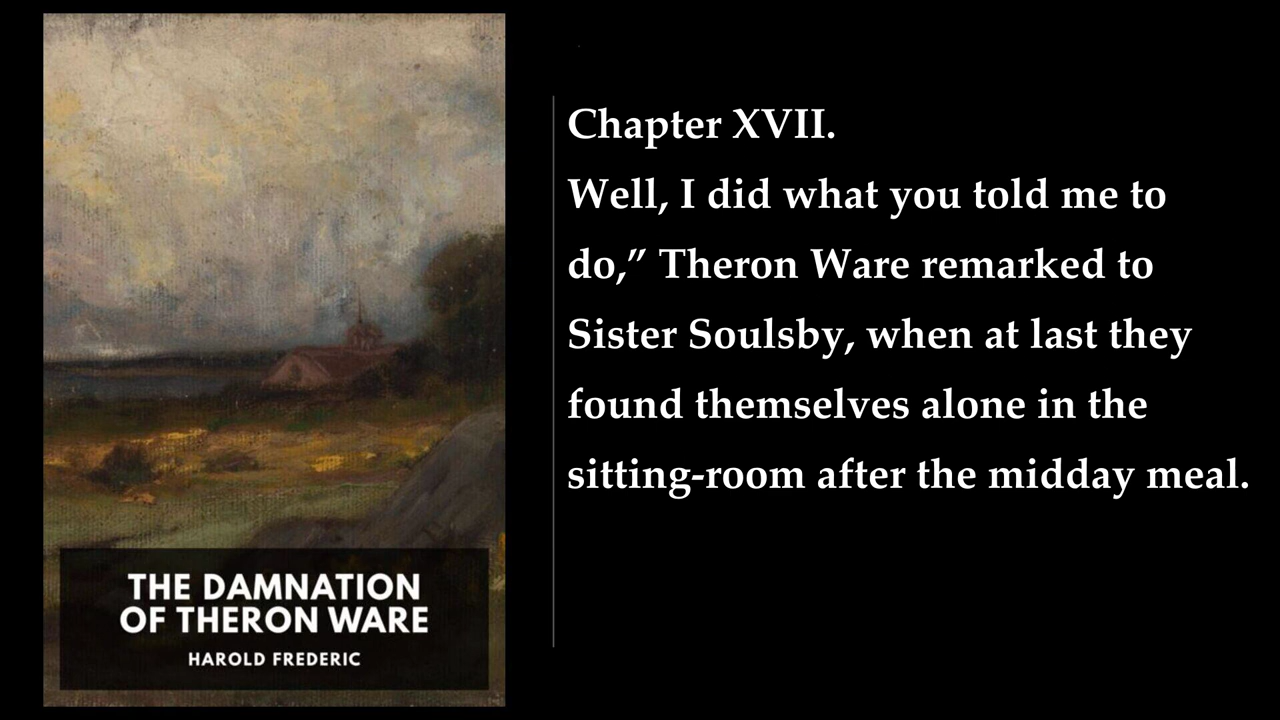 Chapter XVII.
Well, I did what you told me to
do,” Theron Ware remarked to
Sister Soulsby, when at last they
found themselves alone in the
sitting-room after the midday meal.
THE DAMNATION
OF THERON WARE
HAROLD FREDERIC